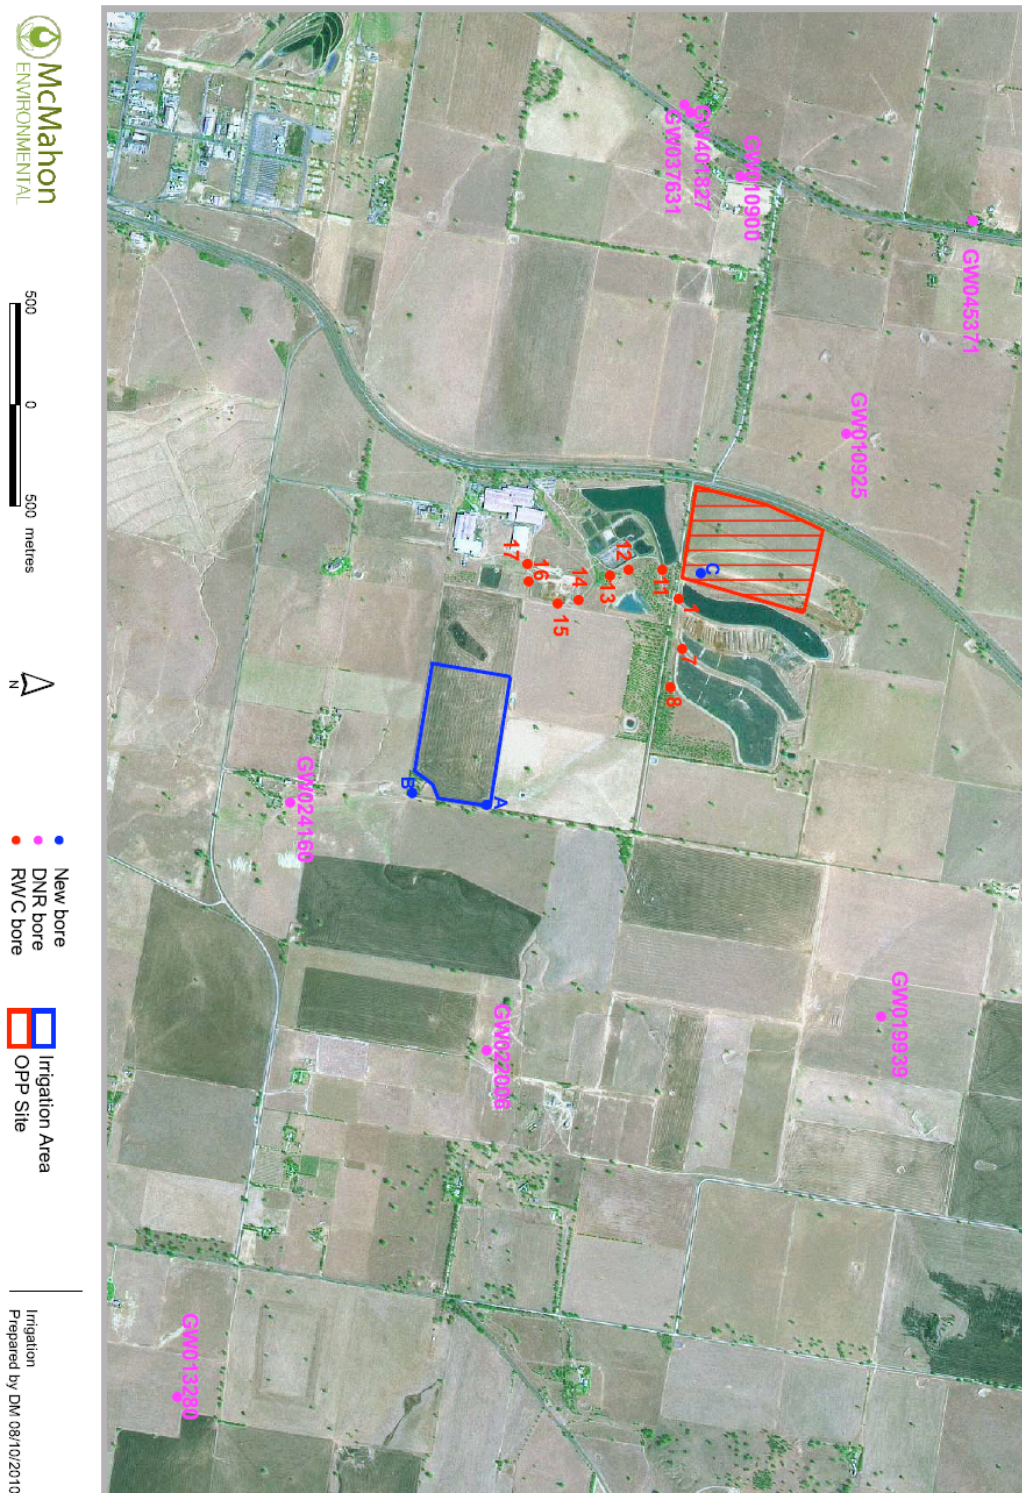 GW045371
GW019939
GW010925
GW010900
GW401827
GW037631
C
1
7
8
11
12
13
14
15
16
17
A
B
GW022006
GW024160
GW013280
McMahon
ENVIRONMENTAL
500 0 500 metres
N
New bore
DNR bore
RWC bore
Irrigation Area
OPP Site
Irrigation
Prepared by DM 08/10/2010